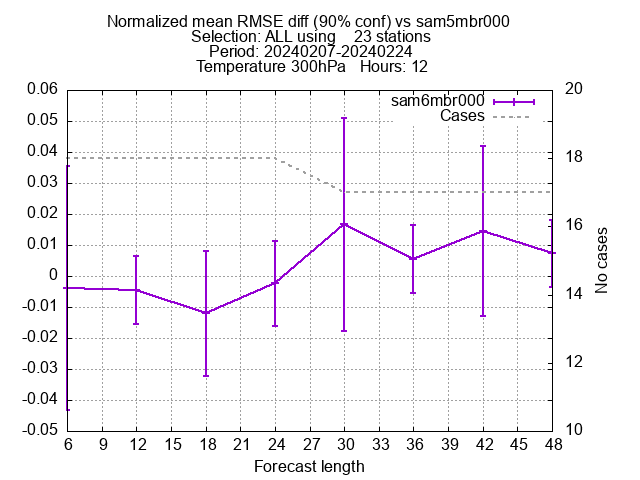 Normalized mean RMSE diff (90% conf) vs sam5mbr000
Selection: ALL using    23 stations
Period: 20240207-20240224
Temperature 300hPa   Hours: 12
sam6mbr000
Cases
0.06
0.05
0.04
0.03
0.02
0.01
0
-0.01
-0.02
-0.03
-0.04
-0.05
20
18
16
14
12
10
No cases
6 9 12 15 18 21 24 27 30 33 36 39 42 45 48
Forecast length